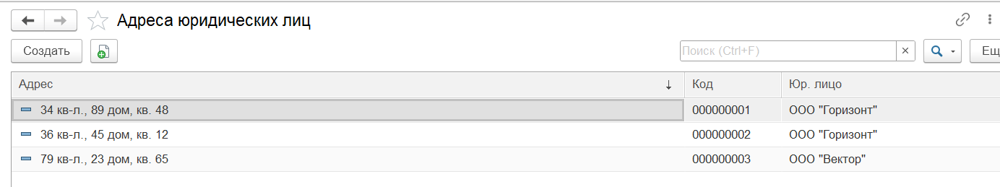 Адреса юридических лиц
Создать Поиск (Ctrl+F) × Ещ
Адрес ↓ Код Юр. лицо
34 кв-л., 89 дом, кв. 48 000000001 ООО "Горизонт"
36 кв-л., 45 дом, кв. 12 000000002 ООО "Горизонт"
79 кв-л., 23 дом, кв. 65 000000003 ООО "Вектор"